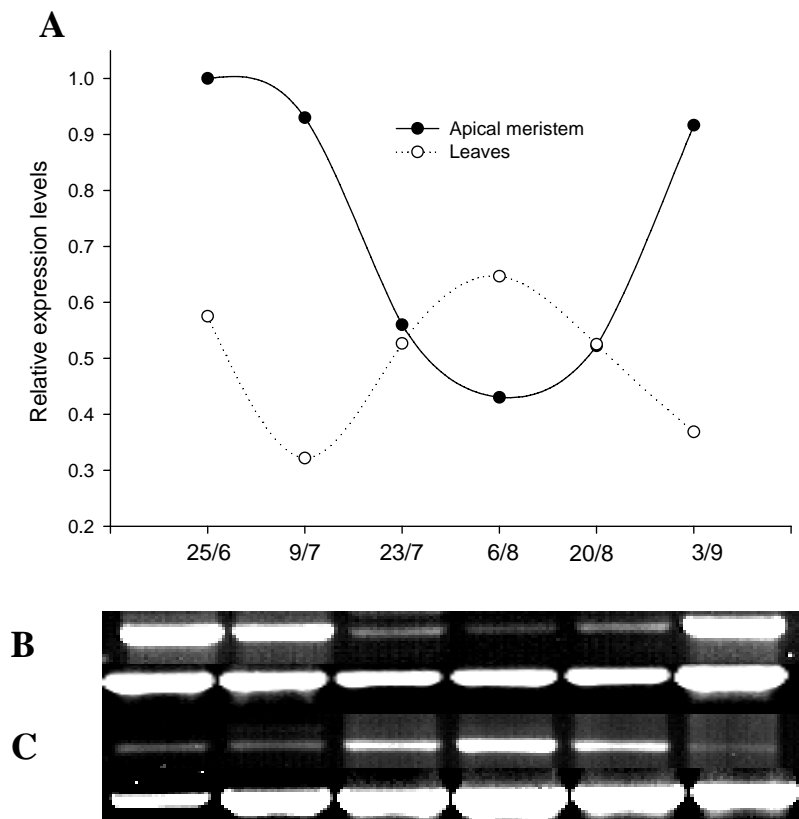 A
Relative expression levels
1.0
0.9
0.8
0.7
0.6
0.5
0.4
0.3
0.2
Apical meristem
Leaves
25/6 9/7 23/7 6/8 20/8 3/9
B
C